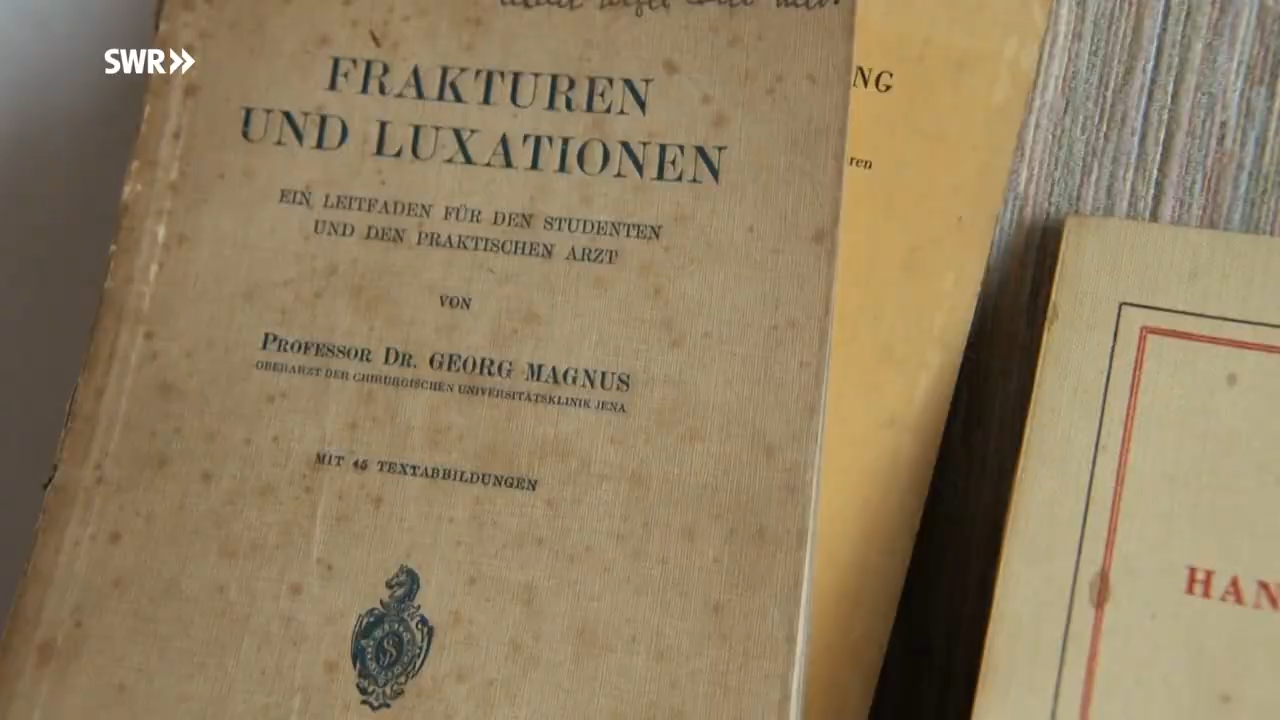 SWR
FRAKTUREN
UND LUXATIONEN
EIN LEITFADEN FÜR DEN STUDENTEN
UND DEN PRAKTISCHEN ARZT
VON
PROFESSOR DR. GEORG MAGNUS
OBERARZT DER CHIRURGISCHEN UNIVERSITÄTSKLINIK JENA
MIT 45 TEXTABBILDUNGEN
NG
ren
HAN